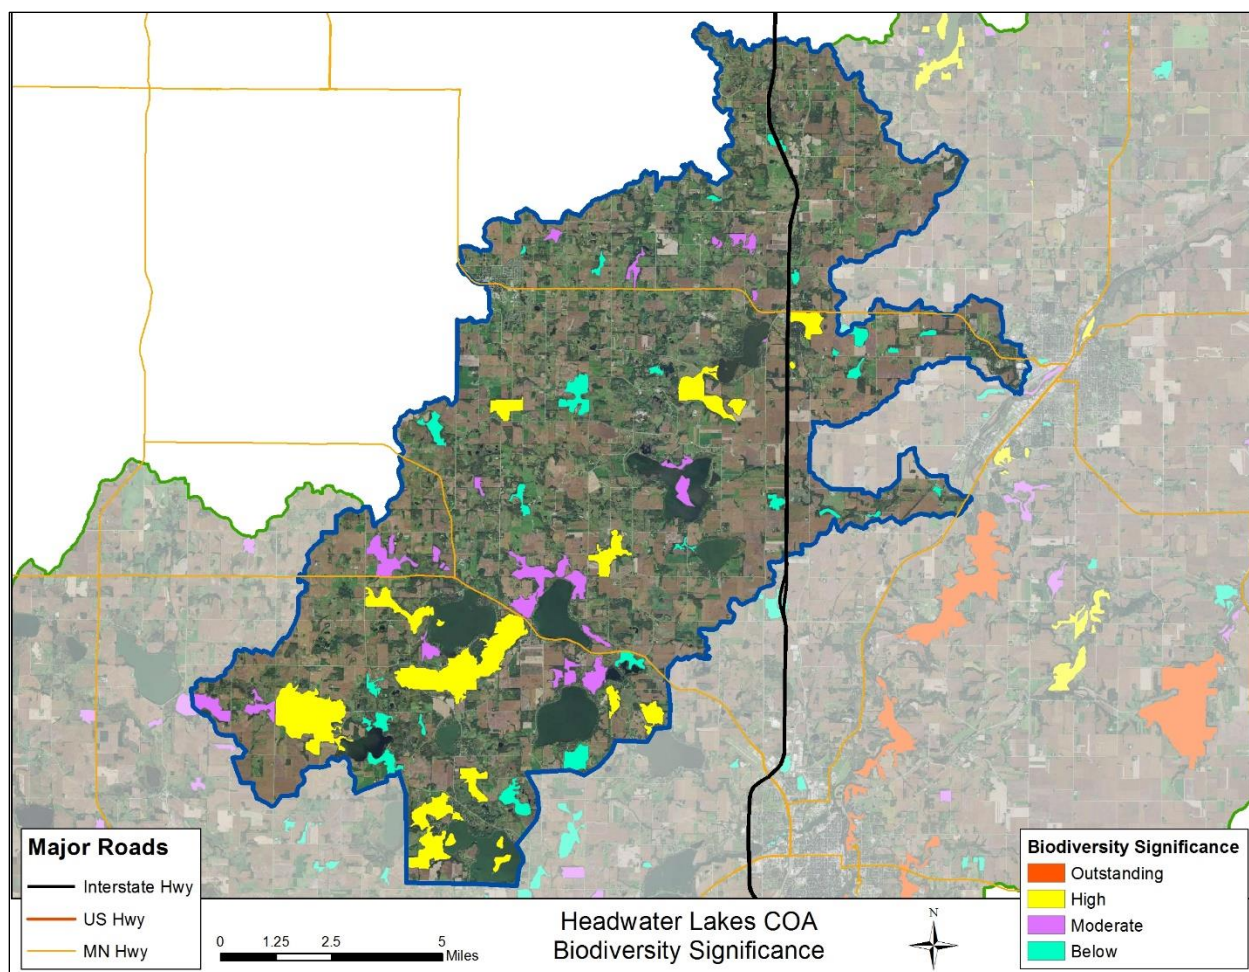 Major Roads
Interstate Hwy
US Hwy
MN Hwy
0 1.25 2.5 5
Miles
Headwater Lakes COA
Biodiversity Significance
N
Biodiversity Significance
Outstanding
High
Moderate
Below